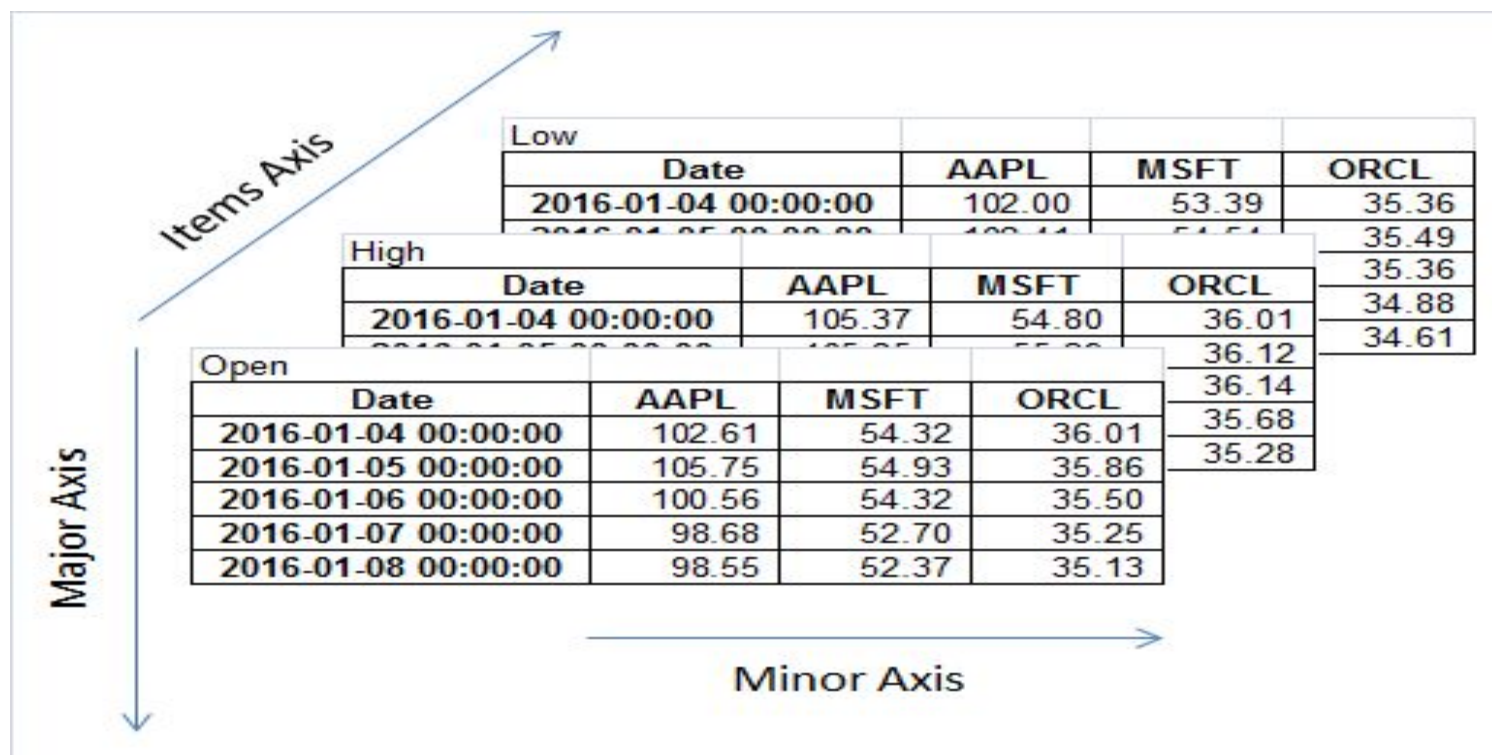 Items Axis
Low
Date AAPL MSFT ORCL
2016-01-04 00:00:00 102.00 53.39 35.36
35.49
35.36
34.88
34.61
High
Date AAPL MSFT ORCL
2016-01-04 00:00:00 105.37 54.80 36.01
36.12
36.14
35.68
35.28
Open
Date AAPL MSFT ORCL
2016-01-04 00:00:00 102.61 54.32 36.01
2016-01-05 00:00:00 105.75 54.93 35.86
2016-01-06 00:00:00 100.56 54.32 35.50
2016-01-07 00:00:00 98.68 52.70 35.25
2016-01-08 00:00:00 98.55 52.37 35.13
Major Axis
Minor Axis